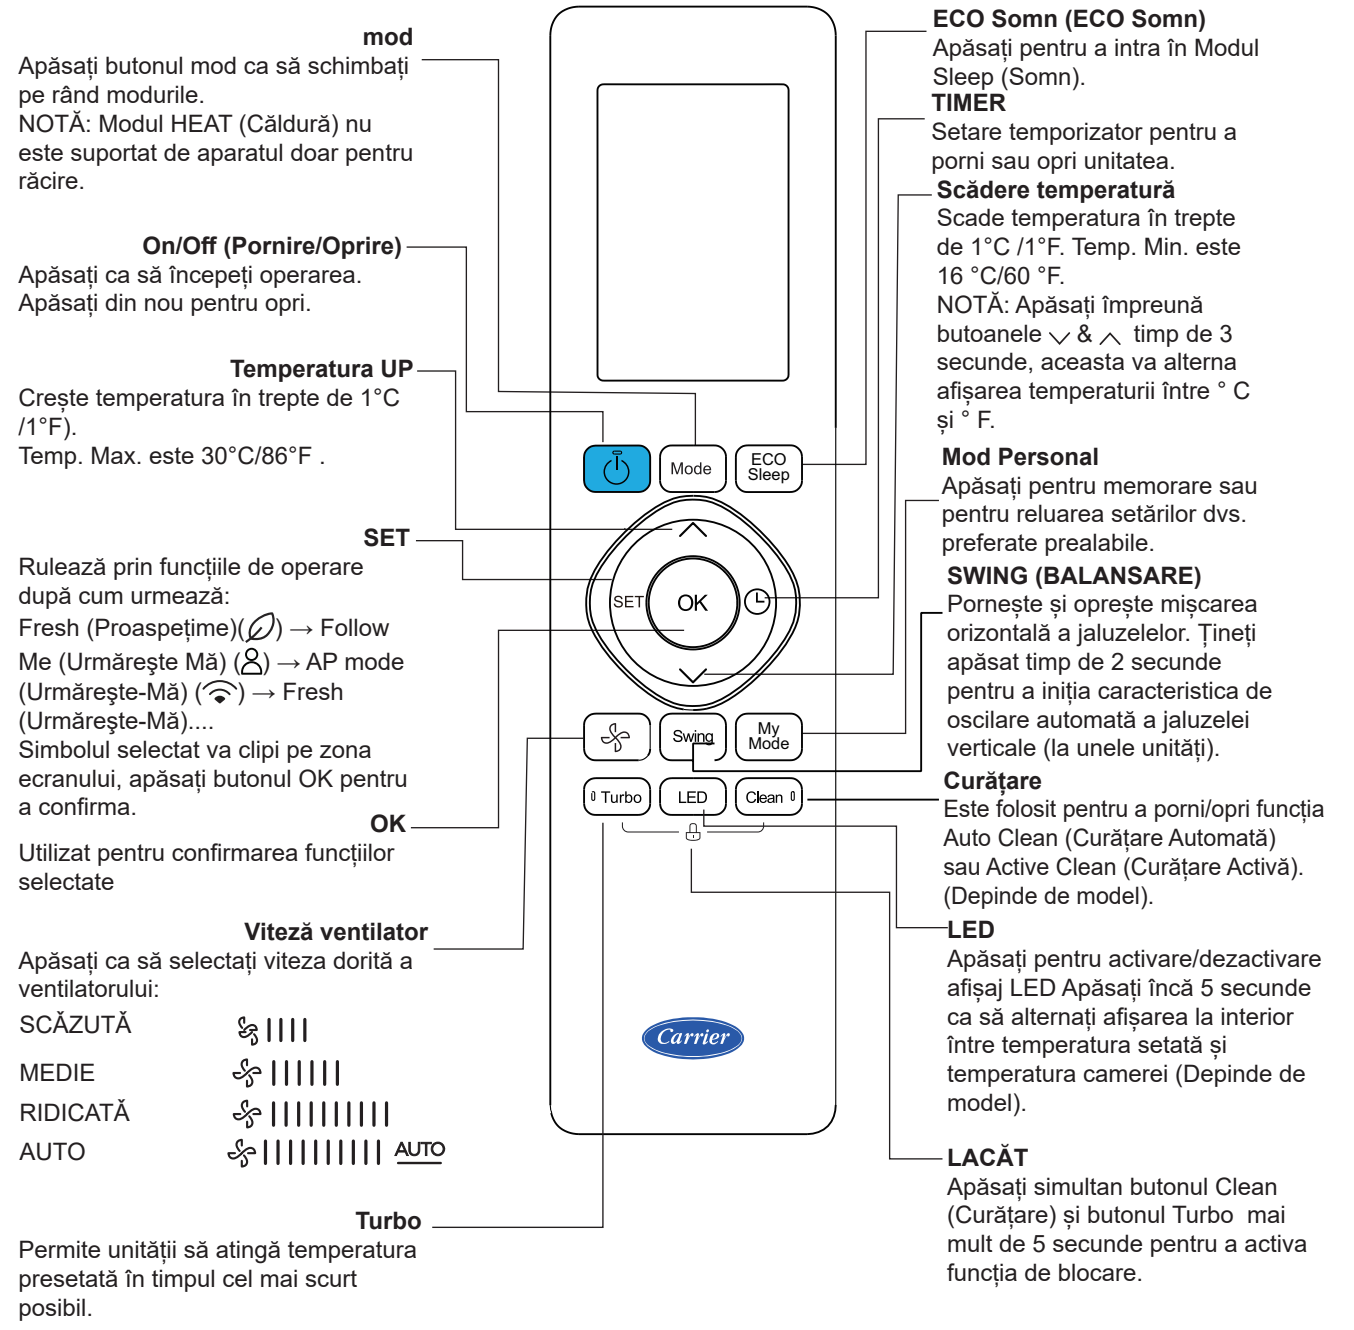 mod
Apăsați butonul mod ca să schimbați
pe rând modurile.
NOTĂ: Modul HEAT (Căldură) nu
este suportat de aparatul doar pentru
răcire.
On/Off (Pornire/Oprire)
Apăsați ca să începeți operarea.
Apăsați din nou pentru opri.
Temperatura UP
Crește temperatura în trepte de 1°C
/1°F).
Temp. Max. este 30°C/86°F .
SET
Rulează prin funcțiile de operare
după cum urmează:
Fresh (Proaspețime)( ) → Follow
Me (Urmăreşte Mă) ( ) → AP mode
(Urmăreşte-Mă) ( ) → Fresh
(Urmăreşte-Mă)....
Simbolul selectat va clipi pe zona
ecranului, apăsați butonul OK pentru
a confirma.
OK
Utilizat pentru confirmarea funcțiilor
selectate
Viteză ventilator
Apăsați ca să selectați viteza dorită a
ventilatorului:
SCĂZUTĂ
MEDIE
RIDICATĂ
AUTO AUTO
Turbo
Permite unității să atingă temperatura
presetată în timpul cel mai scurt
posibil.
Mode
ECO
Sleep
SET
OK
Swing
My
Mode
Turbo
LED
Clean
Carrier
ECO Somn (ECO Somn)
Apăsați pentru a intra în Modul
Sleep (Somn).
TIMER
Setare temporizator pentru a
porni sau opri unitatea.
Scădere temperatură
Scade temperatura în trepte
de 1°C /1°F. Temp. Min. este
16 °C/60 °F.
NOTĂ: Apăsați împreună
butoanele & timp de 3
secunde, aceasta va alterna
afișarea temperaturii între ° C
și ° F.
Mod Personal
Apăsați pentru memorare sau
pentru reluarea setărilor dvs.
preferate prealabile.
SWING (BALANSARE)
Pornește și oprește mișcarea
orizontală a jaluzelelor. Țineți
apăsat timp de 2 secunde
pentru a iniția caracteristica de
oscilare automată a jaluzelei
verticale (la unele unități).
Curățare
Este folosit pentru a porni/opri funcția
Auto Clean (Curățare Automată)
sau Active Clean (Curățare Activă).
(Depinde de model).
LED
Apăsați pentru activare/dezactivare
afișaj LED Apăsați încă 5 secunde
ca să alternați afișarea la interior
între temperatura setată și
temperatura camerei (Depinde de
model).
LACĂT
Apăsați simultan butonul Clean
(Curățare) și butonul Turbo mai
mult de 5 secunde pentru a activa
funcția de blocare.